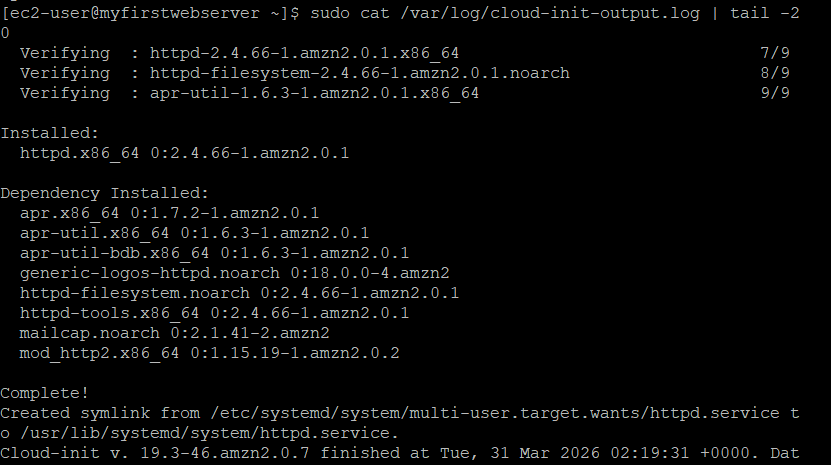 [ec2-user@myfirstwebserver ~]$ sudo cat /var/log/cloud-init-output.log | tail -2
0
  Verifying  : httpd-2.4.66-1.amzn2.0.1.x86_64                              7/9
  Verifying  : httpd-filesystem-2.4.66-1.amzn2.0.1.noarch                   8/9
  Verifying  : apr-util-1.6.3-1.amzn2.0.1.x86_64                            9/9

Installed:
  httpd.x86_64 0:2.4.66-1.amzn2.0.1

Dependency Installed:
  apr.x86_64 0:1.7.2-1.amzn2.0.1
  apr-util.x86_64 0:1.6.3-1.amzn2.0.1
  apr-util-bdb.x86_64 0:1.6.3-1.amzn2.0.1
  generic-logos-httpd.noarch 0:18.0.0-4.amzn2
  httpd-filesystem.noarch 0:2.4.66-1.amzn2.0.1
  httpd-tools.x86_64 0:2.4.66-1.amzn2.0.1
  mailcap.noarch 0:2.1.41-2.amzn2
  mod_http2.x86_64 0:1.15.19-1.amzn2.0.2

Complete!
Created symlink from /etc/systemd/system/multi-user.target.wants/httpd.service t
o /usr/lib/systemd/system/httpd.service.
Cloud-init v. 19.3-46.amzn2.0.7 finished at Tue, 31 Mar 2026 02:19:31 +0000. Dat